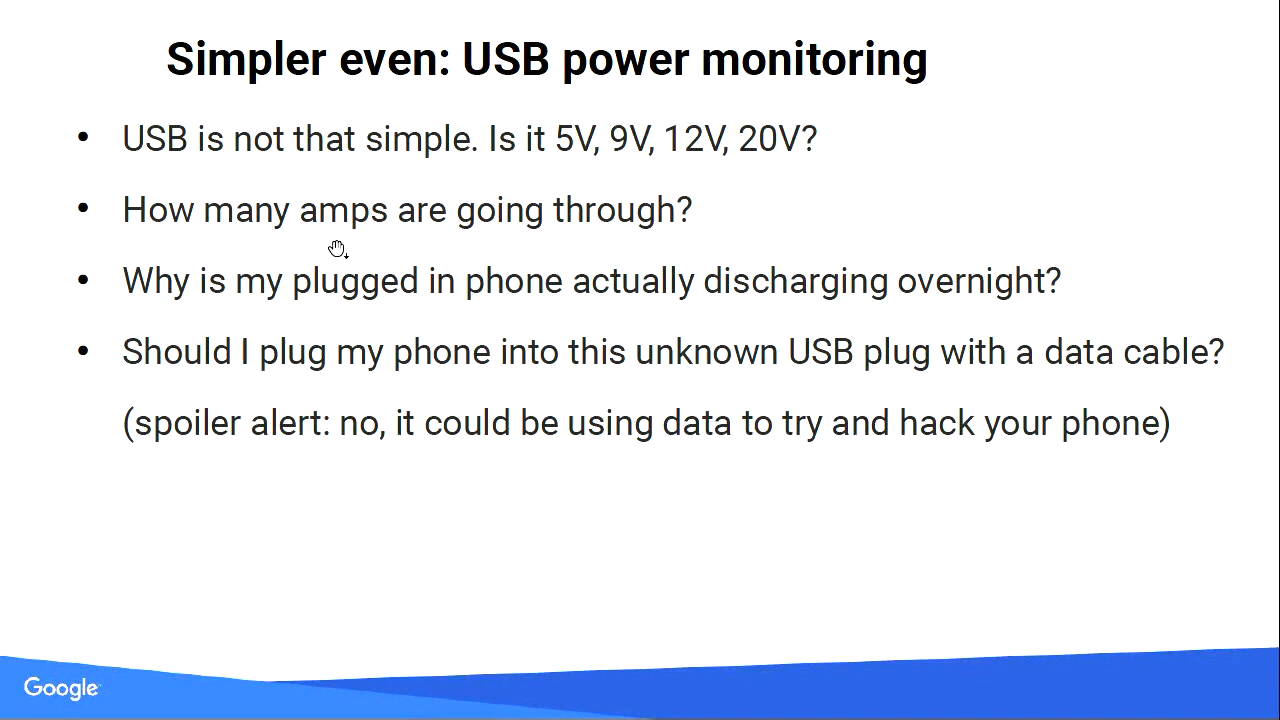 Simpler even: USB power monitoring
• USB is not that simple. Is it 5V, 9V, 12V, 20V?
• How many amps are going through?
• Why is my plugged in phone actually discharging overnight?
• Should I plug my phone into this unknown USB plug with a data cable?
(spoiler alert: no, it could be using data to try and hack your phone)
Google